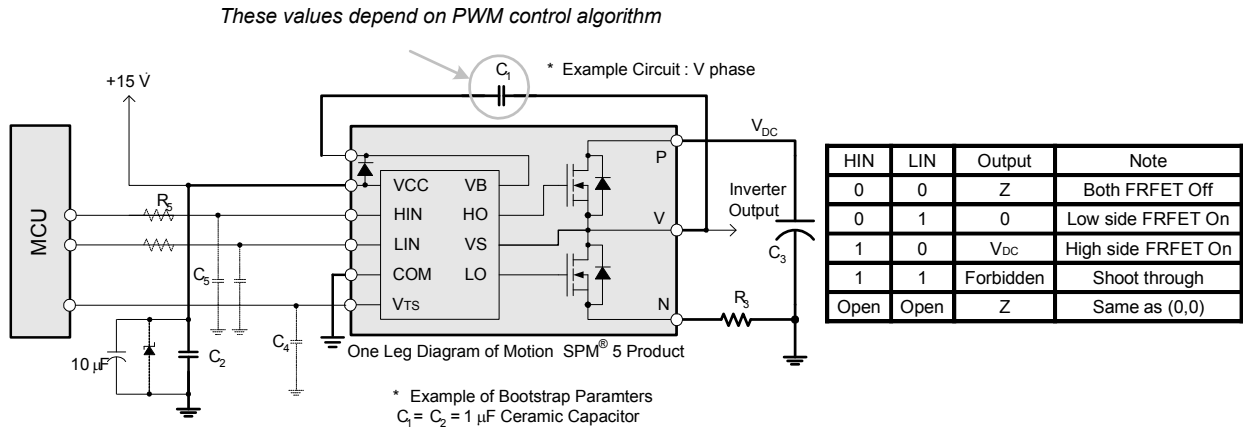 These values depend on PWM control algorithm
C1
* Example Circuit : V phase
+15 V
VDC
P
MCU
R5
VCC VB
HIN HO
LIN VS
COM LO
VTS
V
N
Inverter
Output
C3
R3
C5
C4
C2
10 μF
One Leg Diagram of Motion SPM® 5 Product
* Example of Bootstrap Paramters
C1= C2 = 1 μF Ceramic Capacitor
HIN LIN Output Note
0 0 Z Both FRFET Off
0 1 0 Low side FRFET On
1 0 VDC High side FRFET On
1 1 Forbidden Shoot through
Open Open Z Same as (0,0)